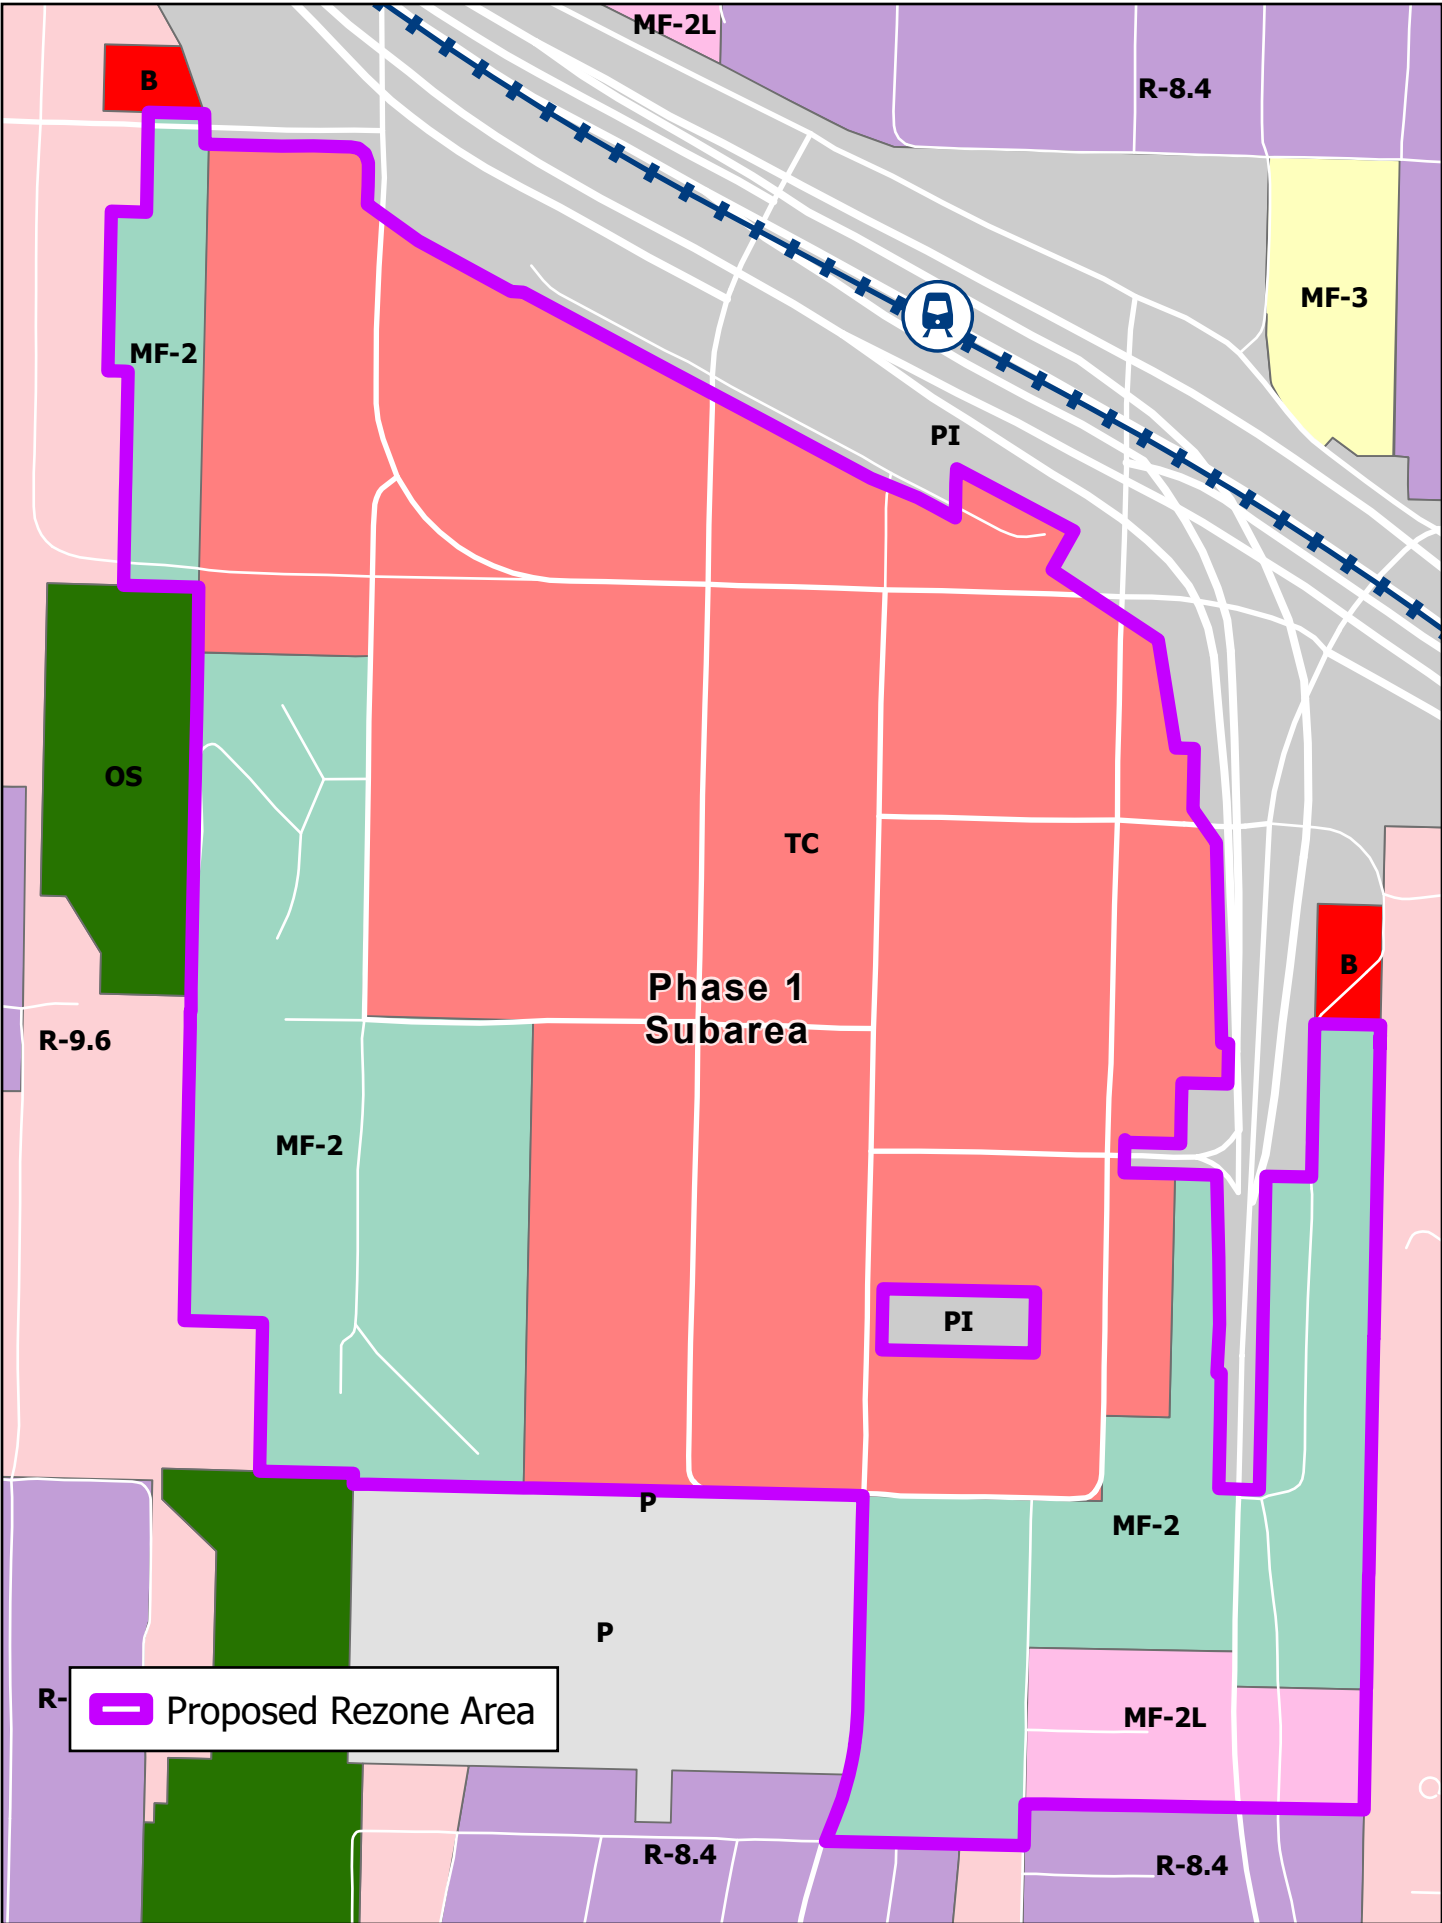 MF-2L
B
R-8.4
MF-3
MF-2
PI
OS
TC
Phase 1
Subarea
B
R-9.6
MF-2
PI
P
MF-2
P
R-
Proposed Rezone Area
MF-2L
R-8.4
R-8.4